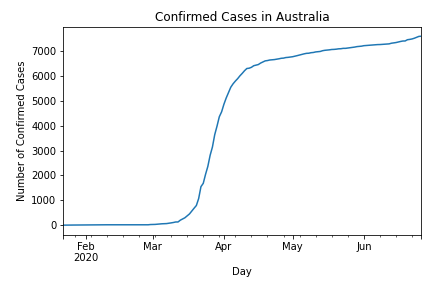 Confirmed Cases in Australia
7000
6000
5000
4000
3000
2000
1000
0
Number of Confirmed Cases
Feb Mar Apr May Jun
2020
Day